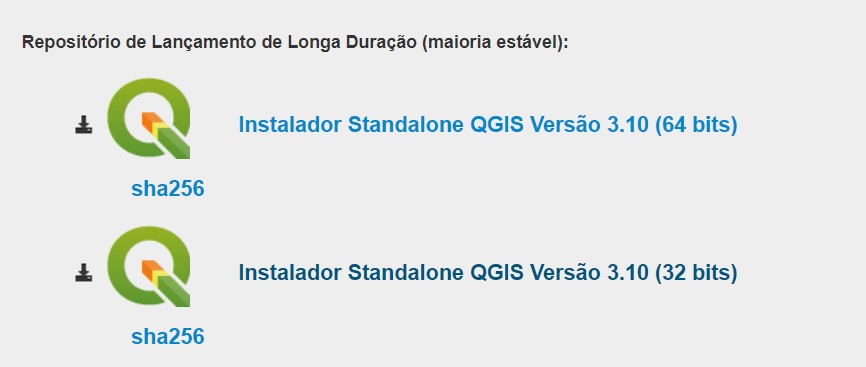 Repositório de Lançamento de Longa Duração (maioria estável):
Instalador Standalone QGIS Versão 3.10 (64 bits)
sha256
Instalador Standalone QGIS Versão 3.10 (32 bits)
sha256